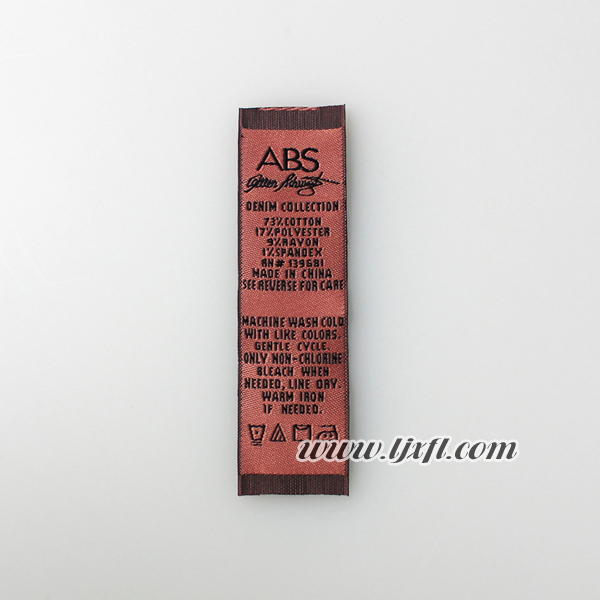 ABS
Allen Schwartz
DENIM COLLECTION
73% COTTON
17% POLYESTER
9% RAYON
1% SPANDEX
RN# 139681
MADE IN CHINA
SEE REVERSE FOR CARE
MACHINE WASH COLD
WITH LIKE COLORS.
GENTLE CYCLE.
ONLY NON-CHLORINE
BLEACH WHEN
NEEDED, LINE DRY.
WARM IRON
IF NEEDED.
www.ljxfl.com